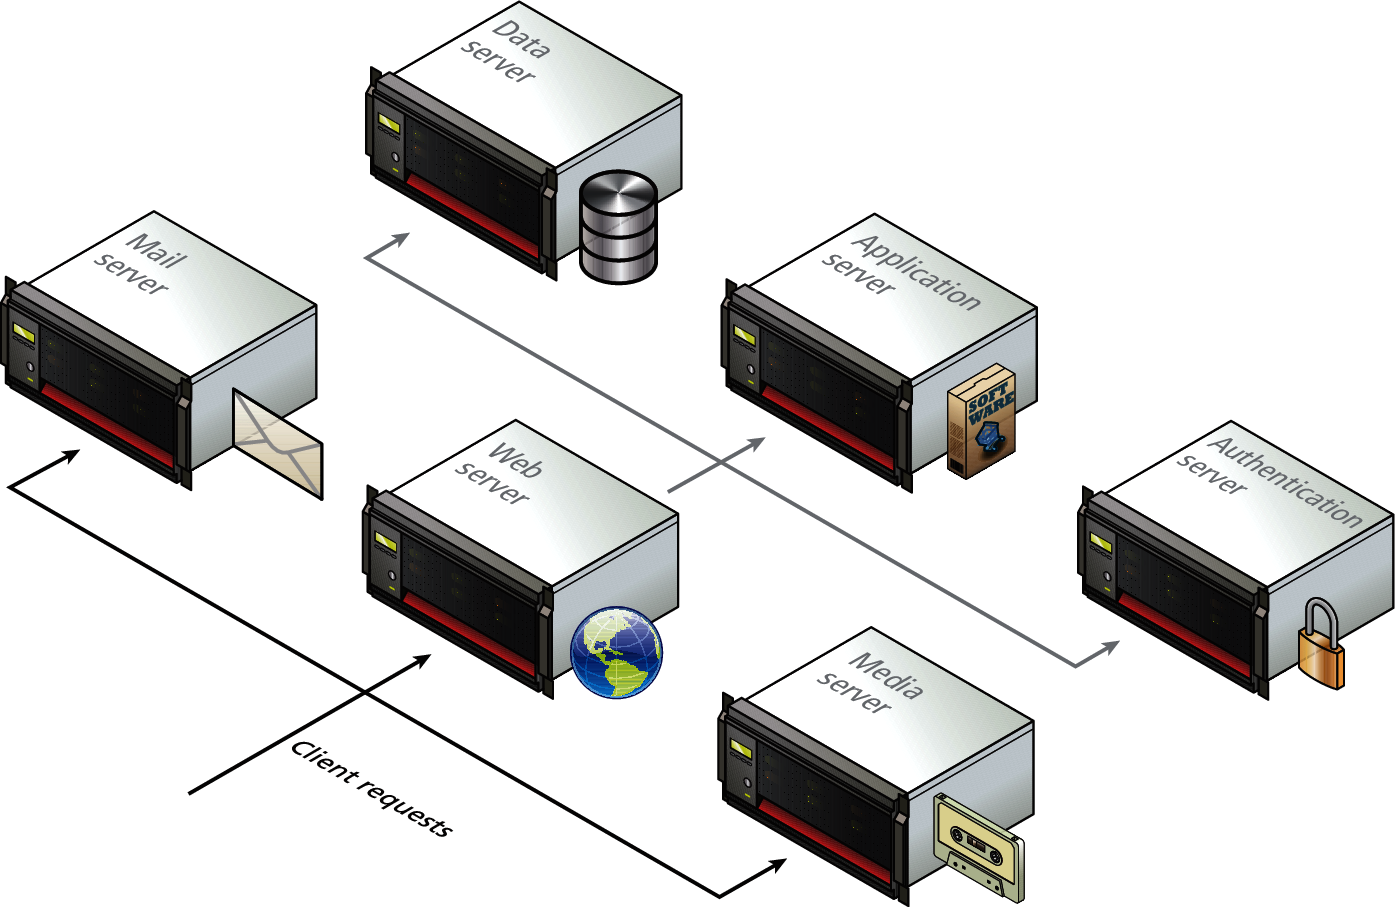 Data
server
Mail
server
Application
server
SOFT
WARE
Web
server
Authentication
server
Media
server
Client requests